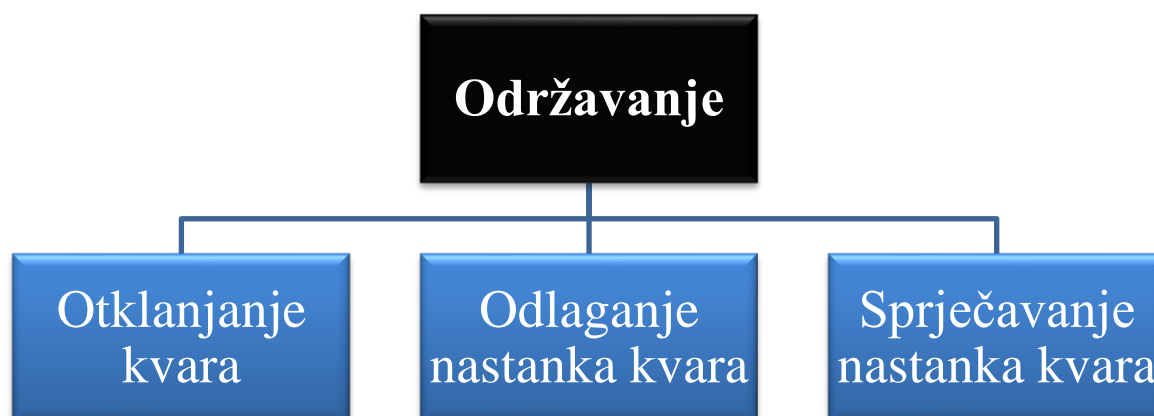 Održavanje
Otklanjanje
kvara
Odlaganje
nastanka kvara
Sprječavanje
nastanka kvara